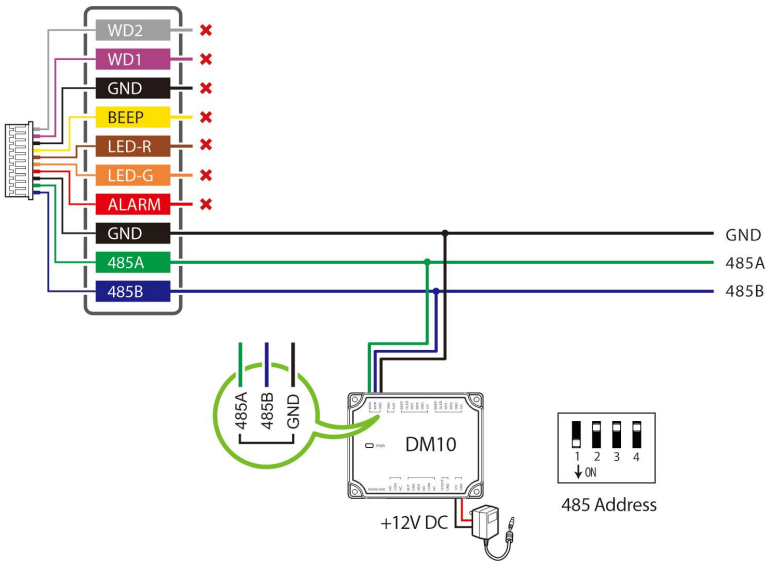 WD2
WD1
GND
BEEP
LED-R
LED-G
ALARM
GND
GND
485A
485A
485B
485B
485A
485B
GND
PWR
DM10
1 2 3 4
ON
485 Address
+12V DC